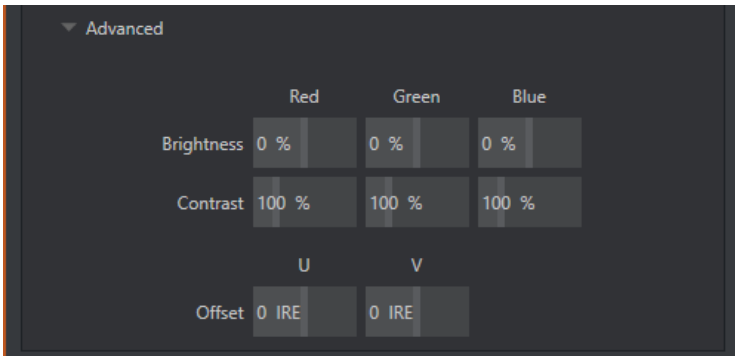 Advanced
Red Green Blue
Brightness 0 % 0 % 0 %
Contrast 100 % 100 % 100 %
U V
Offset 0 IRE 0 IRE